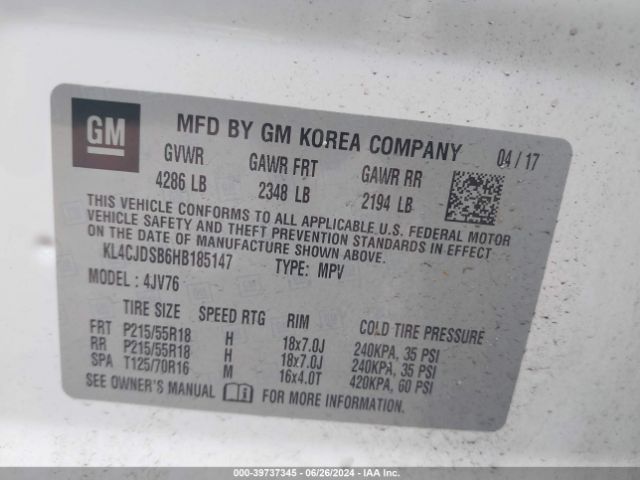 GM
MFD BY GM KOREA COMPANY 04 / 17
GVWR GAWR FRT GAWR RR
4286 LB 2348 LB 2194 LB
THIS VEHICLE CONFORMS TO ALL APPLICABLE U.S. FEDERAL MOTOR
VEHICLE SAFETY AND THEFT PREVENTION STANDARDS IN EFFECT
ON THE DATE OF MANUFACTURE SHOWN ABOVE.
KL4CJDSB6HB185147 TYPE: MPV
MODEL : 4JV76
TIRE SIZE SPEED RTG RIM COLD TIRE PRESSURE
FRT P215/55R18 H 18x7.0J 240KPA, 35 PSI
RR P215/55R18 H 18x7.0J 240KPA, 35 PSI
SPA T125/70R16 M 16x4.0T 420KPA, 60 PSI
SEE OWNER'S MANUAL FOR MORE INFORMATION.
000-39737345 - 06/26/2024 - IAA Inc.